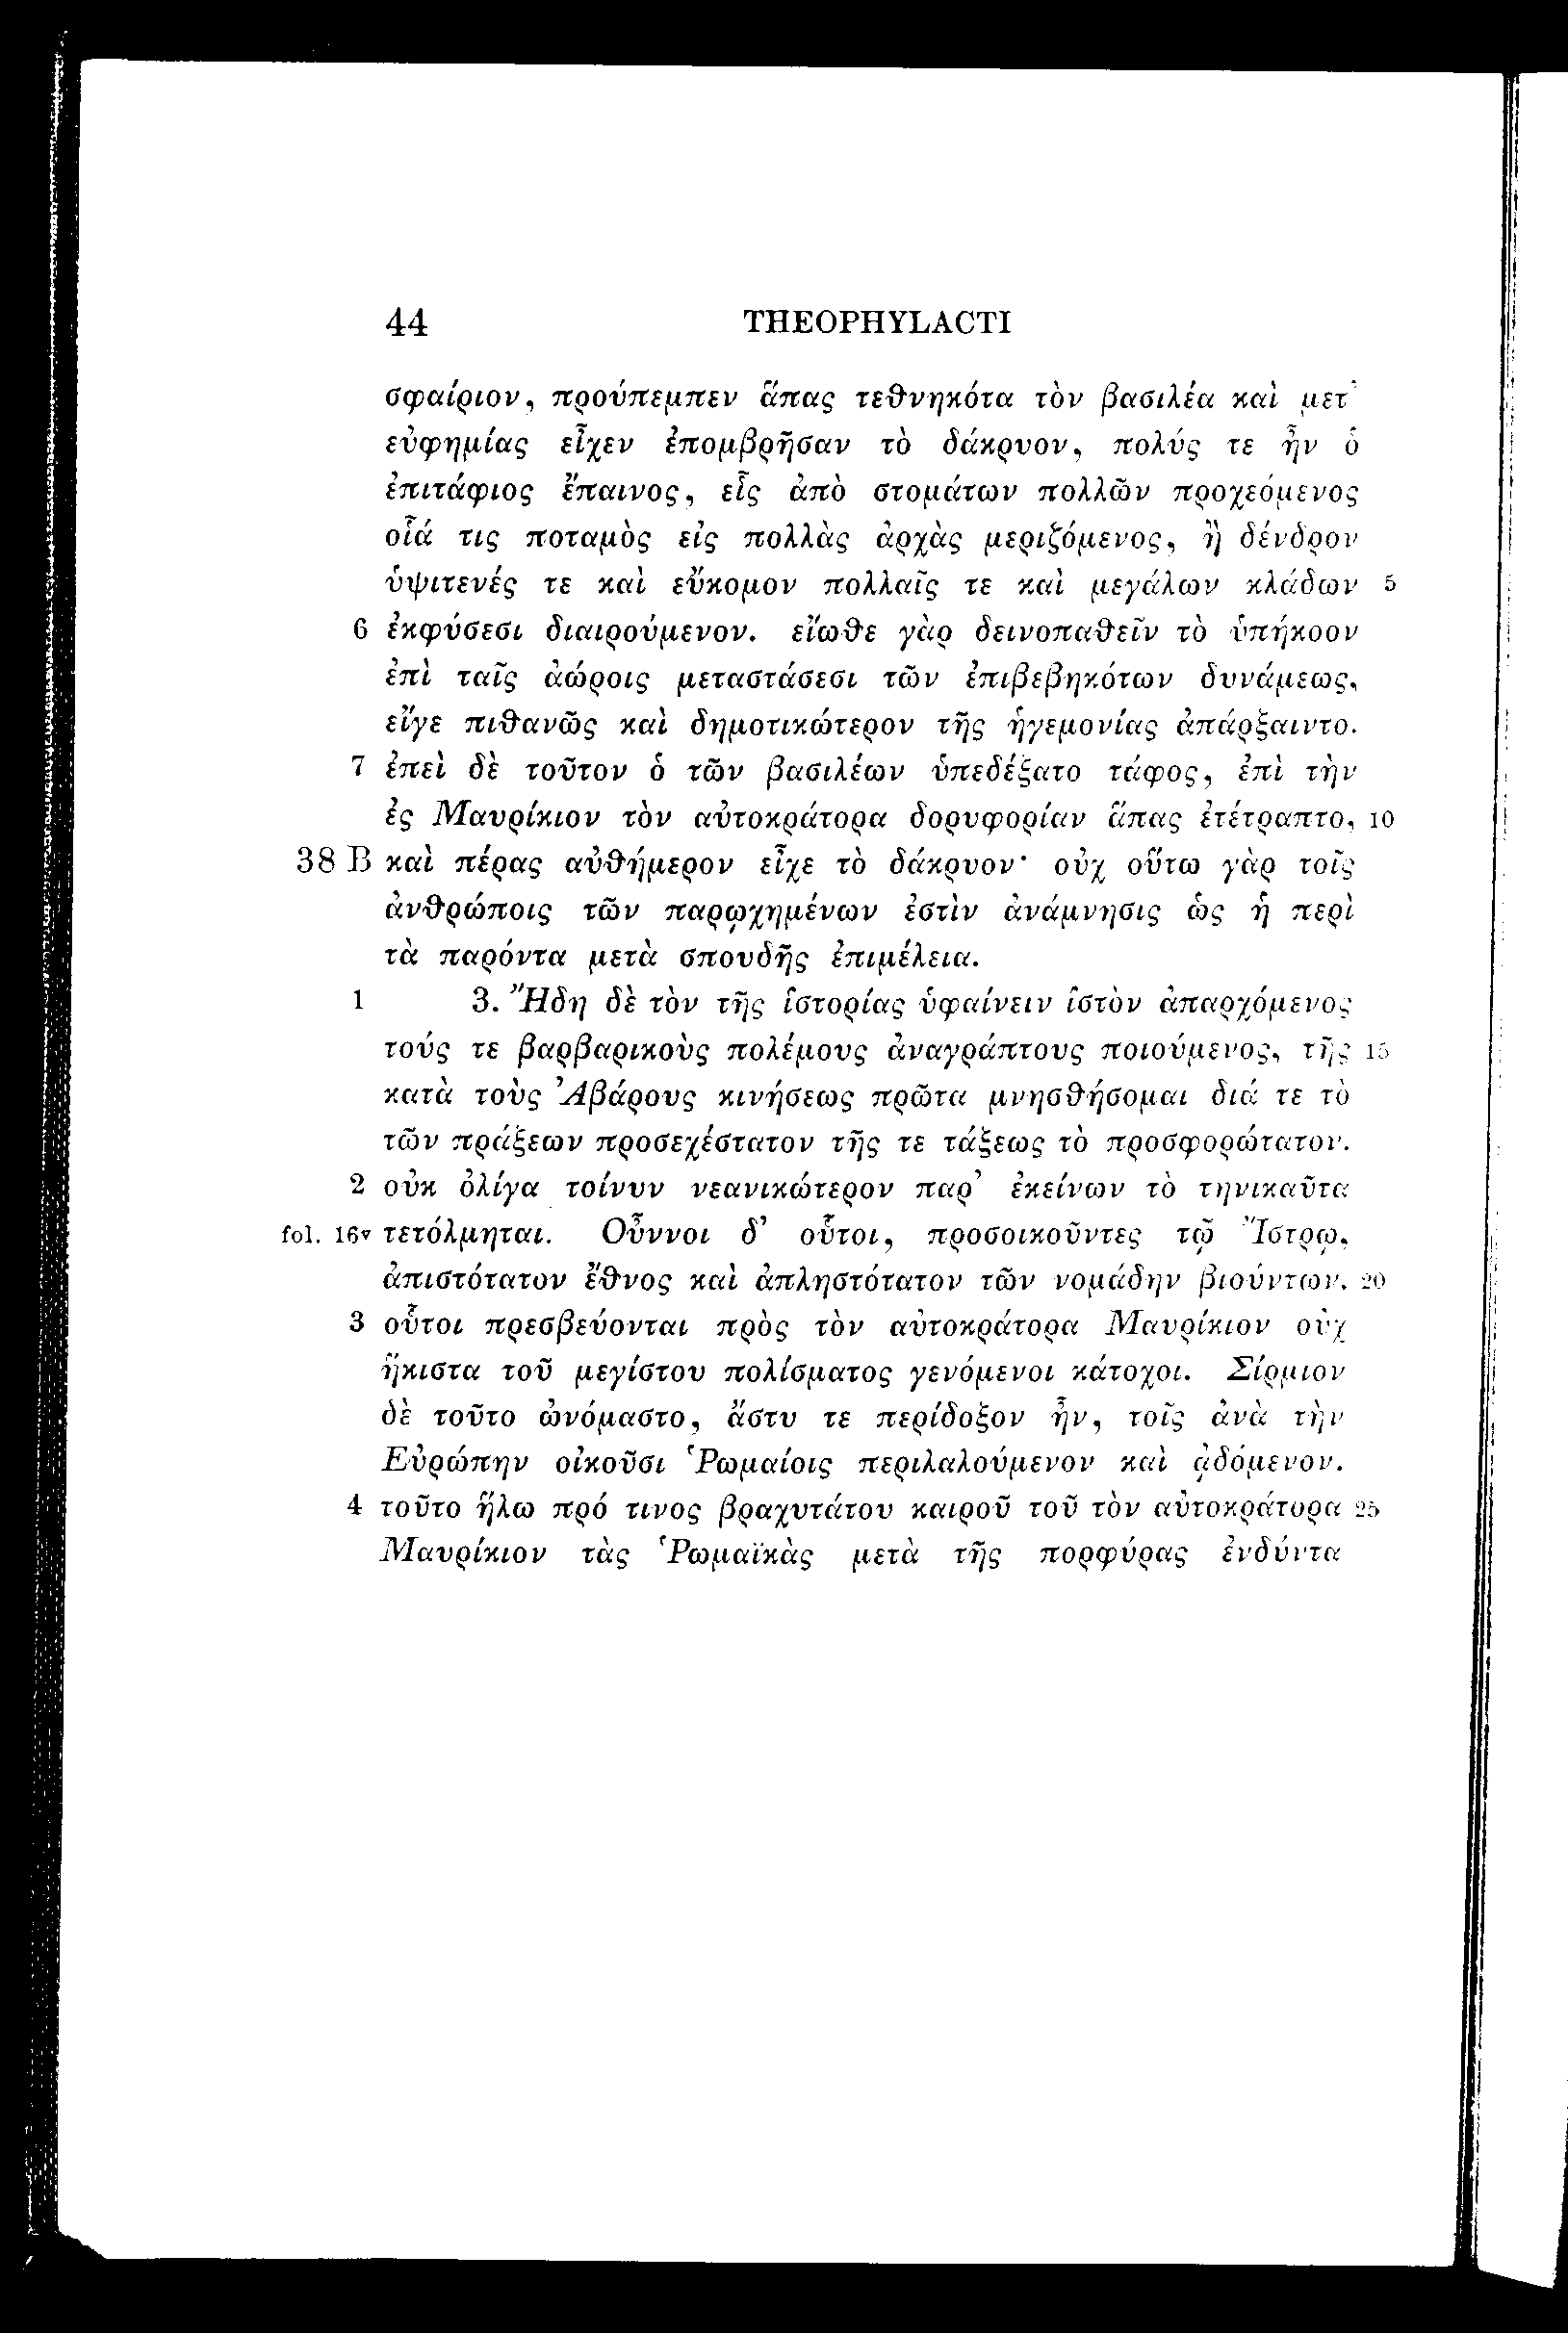 44 THEOPHYLACTI
σφαίριον, προύπεμπεν ἅπας τεθνηκότα τὸν βασιλέα καὶ μετ᾿
εὐφημίας εἶχεν ἐπομβρῆσαν τὸ δάκρυον, πολύς τε ἦν ὁ
ἐπιτάφιος ἔπαινος, εἷς ἀπὸ στομάτων πολλῶν προχεόμενος
οἷά τις ποταμὸς εἰς πολλὰς ἀρχὰς μεριζόμενος, ἢ δένδρον
ὑψιτενές τε καὶ εὔκομον πολλαῖς τε καὶ μεγάλων κλάδων 5
6 ἐκφύσεσι διαιρούμενον. εἴωθε γὰρ δεινοπαθεῖν τὸ ὑπήκοον
ἐπὶ ταῖς ἀώροις μεταστάσεσι τῶν ἐπιβεβηκότων δυνάμεως,
εἴγε πιθανῶς καὶ δημοτικώτερον τῆς ἡγεμονίας ἀπάρξαιντο.
7 ἐπεὶ δὲ τοῦτον ὁ τῶν βασιλέων ὑπεδέξατο τάφος, ἐπὶ τὴν
ἐς Μαυρίκιον τὸν αὐτοκράτορα δορυφορίαν ἅπας ἐτέτραπτο, 10
38 B καὶ πέρας αὐθήμερον εἶχε τὸ δάκρυον· οὐχ οὕτω γὰρ τοῖς
ἀνθρώποις τῶν παρῳχημένων ἐστὶν ἀνάμνησις ὡς ἡ περὶ
τὰ παρόντα μετὰ σπουδῆς ἐπιμέλεια.
1 3. Ἤδη δὲ τὸν τῆς ἱστορίας ὑφαίνειν ἱστὸν ἀπαρχόμενος
τούς τε βαρβαρικοὺς πολέμους ἀναγράπτους ποιούμενος, τῆς 15
κατὰ τοὺς Ἀβάρους κινήσεως πρῶτα μνησθήσομαι διά τε τὸ
τῶν πράξεων προσεχέστατον τῆς τε τάξεως τὸ προσφορώτατον.
2 οὐκ ὀλίγα τοίνυν νεανικώτερον παρ᾿ ἐκείνων τὸ τηνικαῦτα
fol. 16v τετόλμηται. Οὖννοι δ᾿ οὗτοι, προσοικοῦντες τῷ Ἴστρῳ,
ἀπιστότατον ἔθνος καὶ ἀπληστότατον τῶν νομάδην βιούντων. 20
3 οὗτοι πρεσβεύονται πρὸς τὸν αὐτοκράτορα Μαυρίκιον οὐχ
ἥκιστα τοῦ μεγίστου πολίσματος γενόμενοι κάτοχοι. Σίρμιον
δὲ τοῦτο ὠνόμαστο, ἄστυ τε περίδοξον ἦν, τοῖς ἀνὰ τὴν
Εὐρώπην οἰκοῦσι Ῥωμαίοις περιλαλούμενον καὶ ᾀδόμενον.
4 τοῦτο ἥλω πρό τινος βραχυτάτου καιροῦ τοῦ τὸν αὐτοκράτορα 25
Μαυρίκιον τὰς Ῥωμαϊκὰς μετὰ τῆς πορφύρας ἐνδύντα